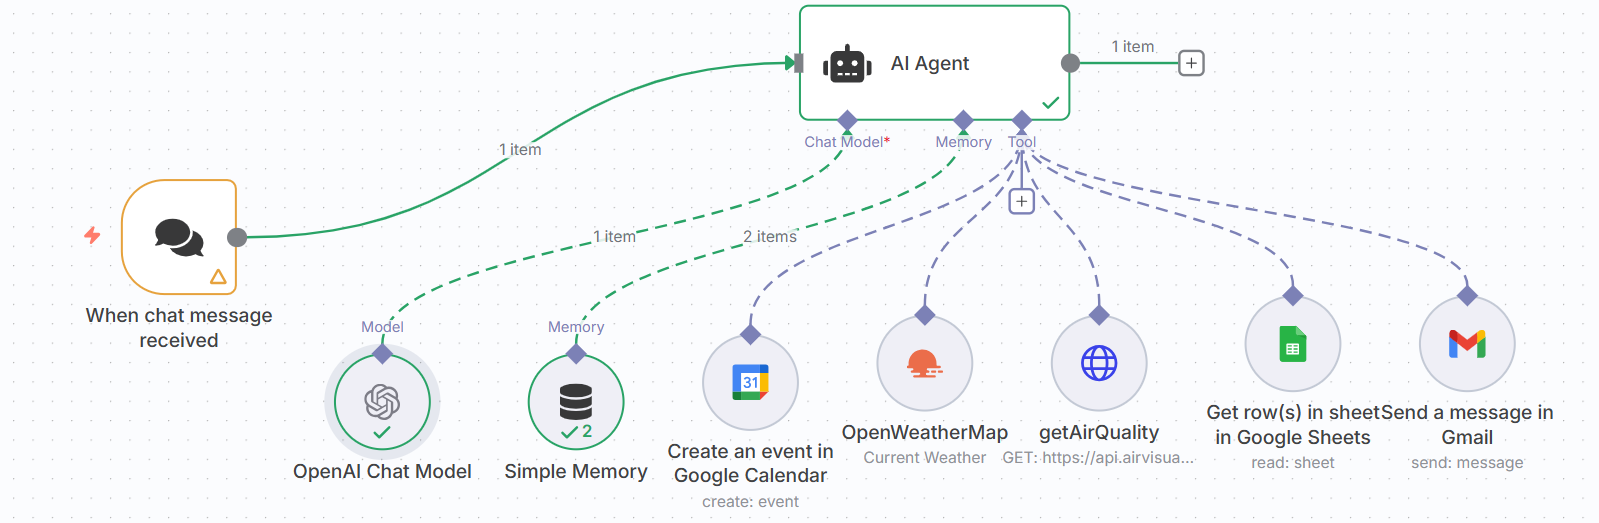 AI Agent
1 item
Chat Model*
Memory
Tool
1 item
1 item
2 items
When chat message
received
Model
Memory
31
2
OpenAI Chat Model
Simple Memory
Create an event in
Google Calendar
create: event
OpenWeatherMap
Current Weather
getAirQuality
GET: https://api.airvisua...
Get row(s) in sheet
in Google Sheets
read: sheet
Send a message in
Gmail
send: message